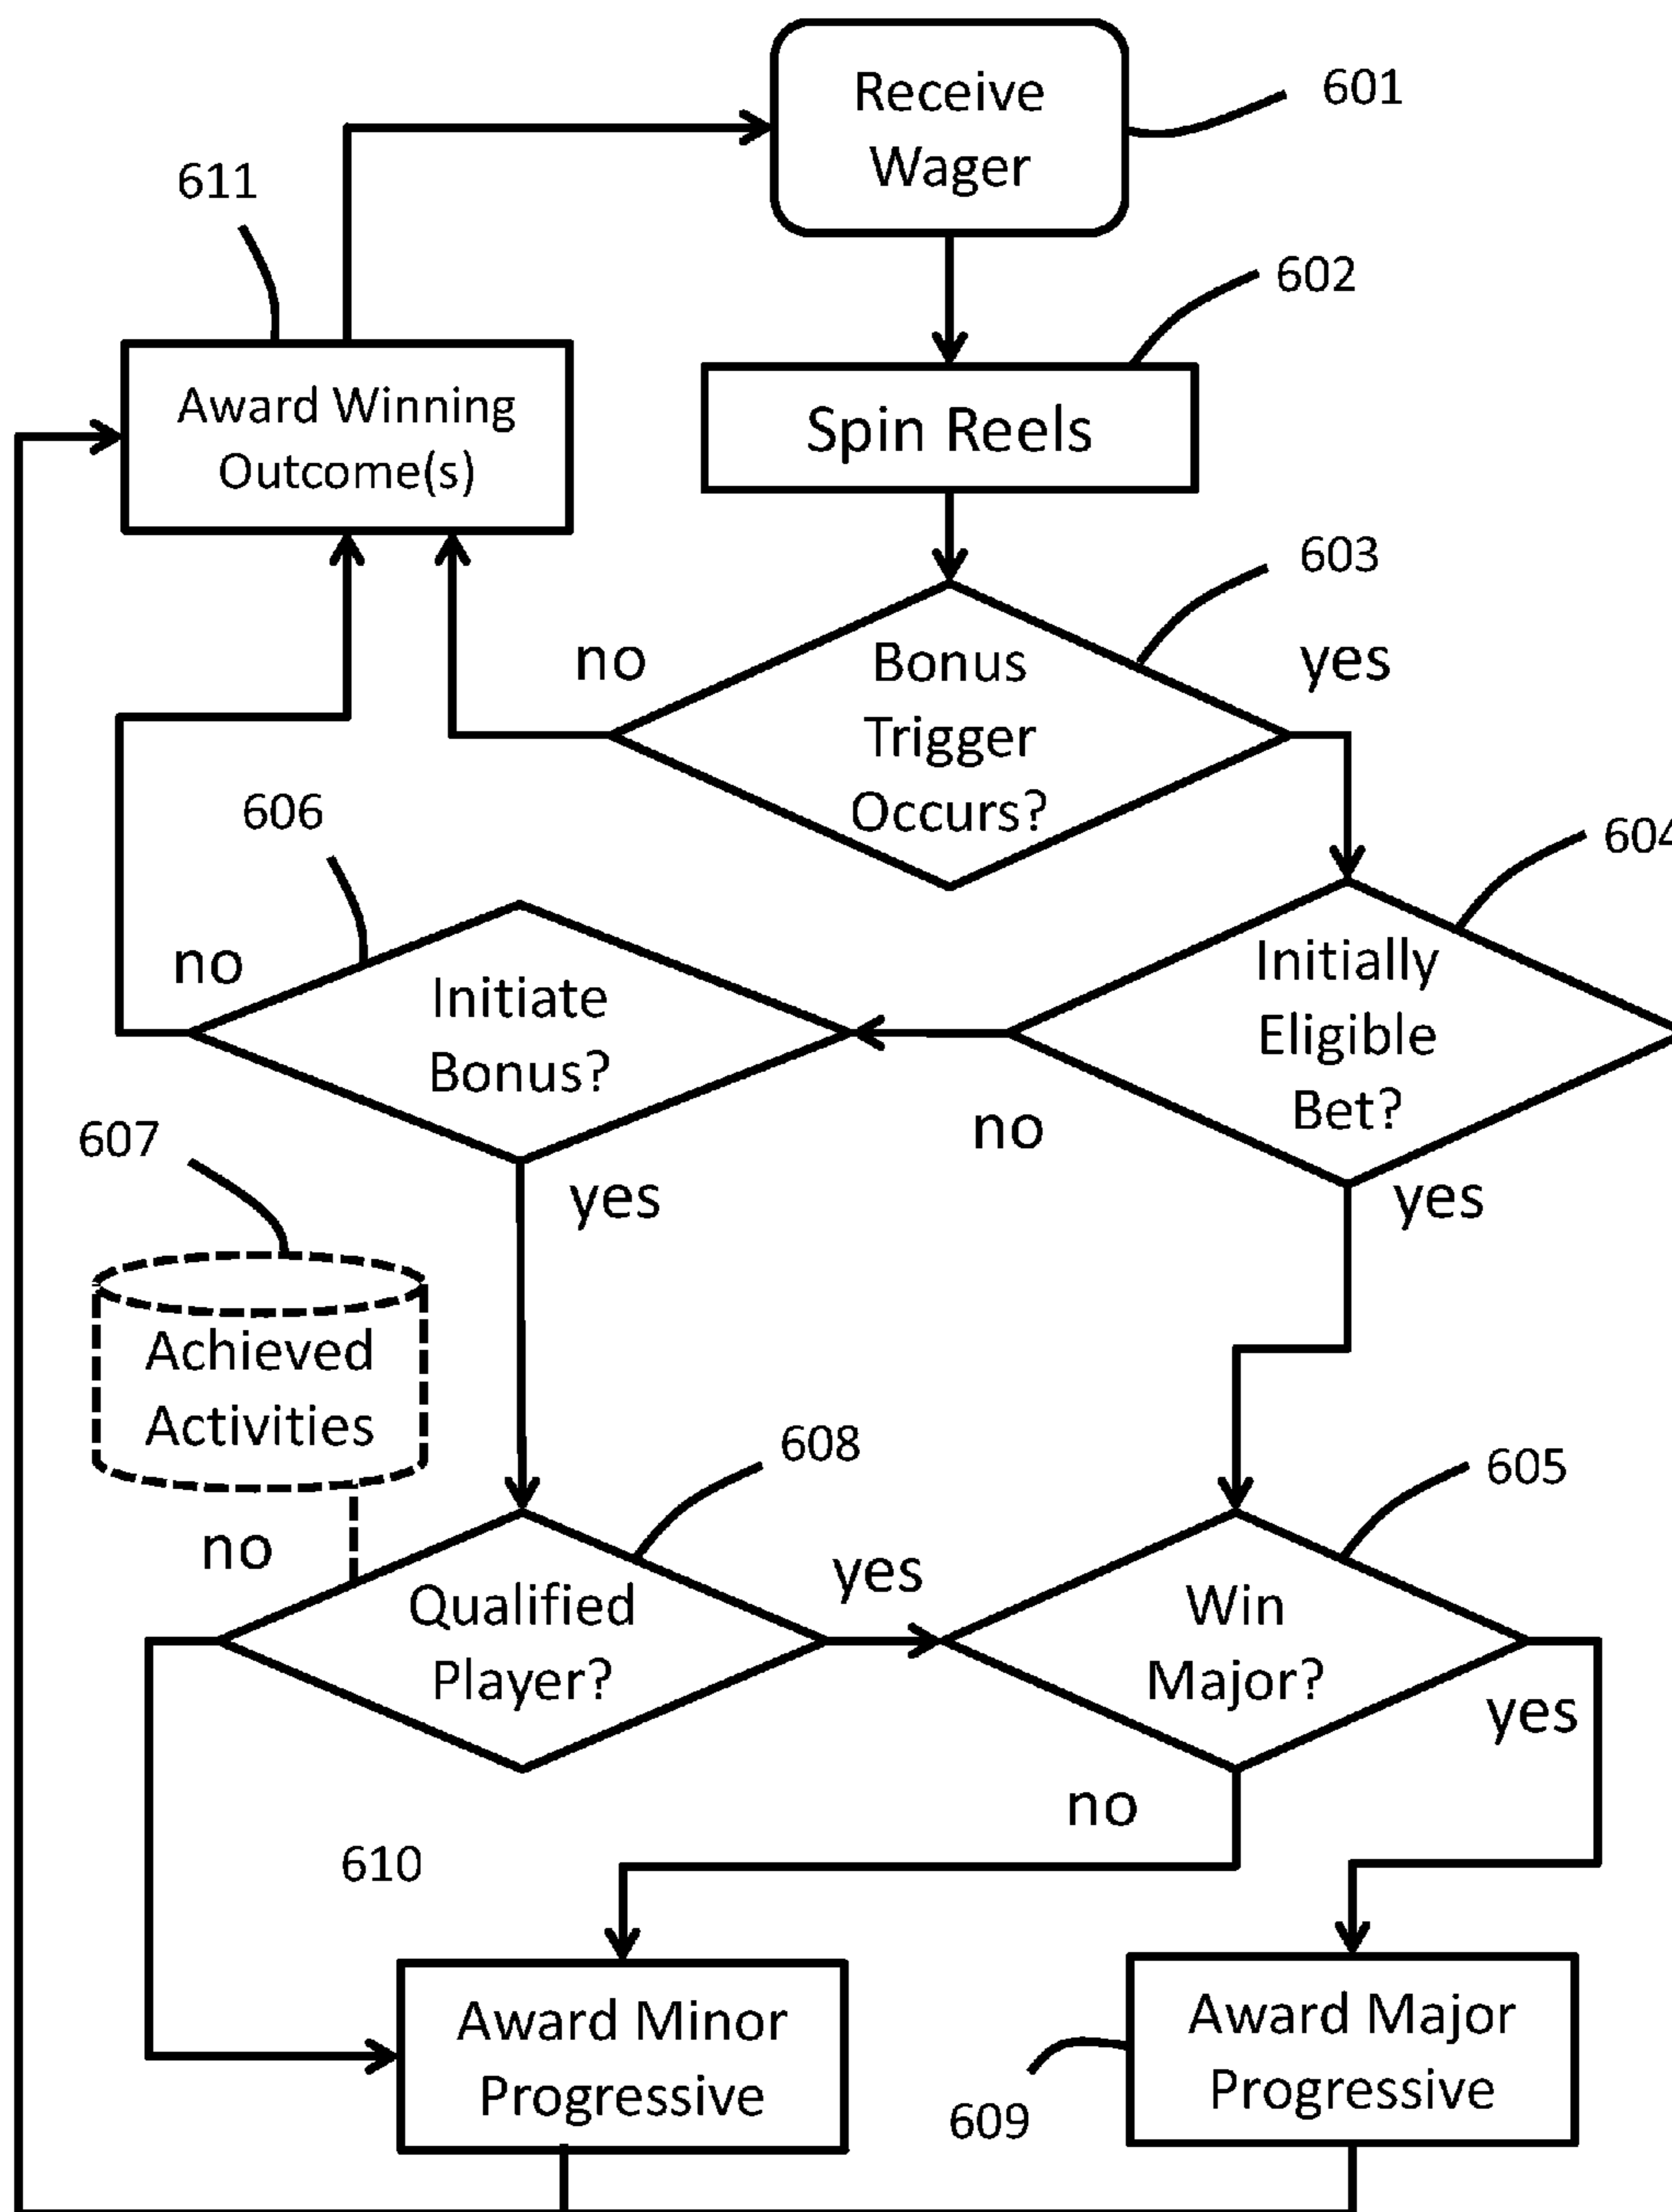 Receive
Wager
601
611
602
Award Winning
Outcome(s)
Spin Reels
603
no
Bonus
Trigger
Occurs?
yes
606
604
no
Initiate
Bonus?
Initially
Eligible
Bet?
no
607
yes
yes
Achieved
Activities
608
605
no
Qualified
Player?
yes
Win
Major?
yes
no
610
Award Minor
Progressive
Award Major
Progressive
609